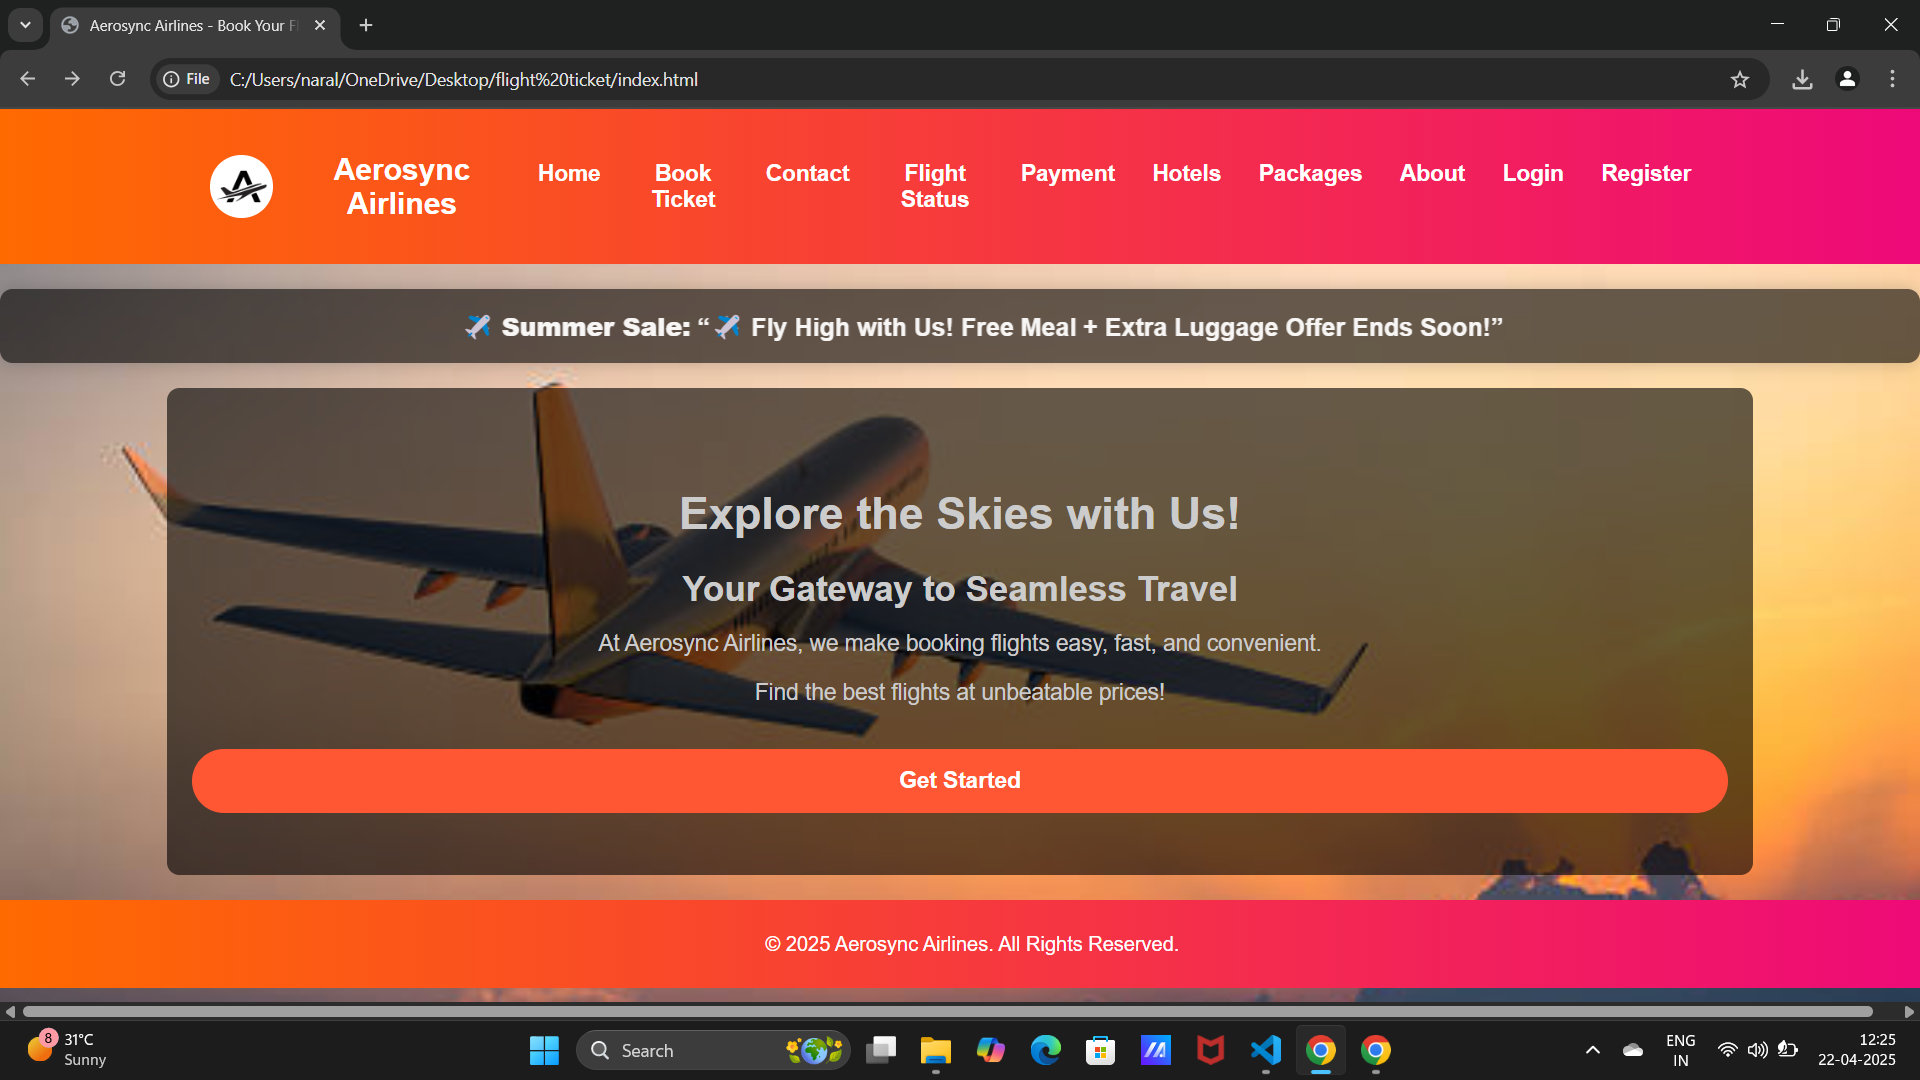 Aerosync Airlines - Book Your F
File
C:/Users/naral/OneDrive/Desktop/flight%20ticket/index.html
Aerosync
Airlines
Home
Book
Ticket
Contact
Flight
Status
Payment
Hotels
Packages
About
Login
Register
✈️ Summer Sale: “✈️ Fly High with Us! Free Meal + Extra Luggage Offer Ends Soon!”
Explore the Skies with Us!
Your Gateway to Seamless Travel
At Aerosync Airlines, we make booking flights easy, fast, and convenient.
Find the best flights at unbeatable prices!
Get Started
© 2025 Aerosync Airlines. All Rights Reserved.
8
31°C
Sunny
Search
ENG
IN
12:25
22-04-2025